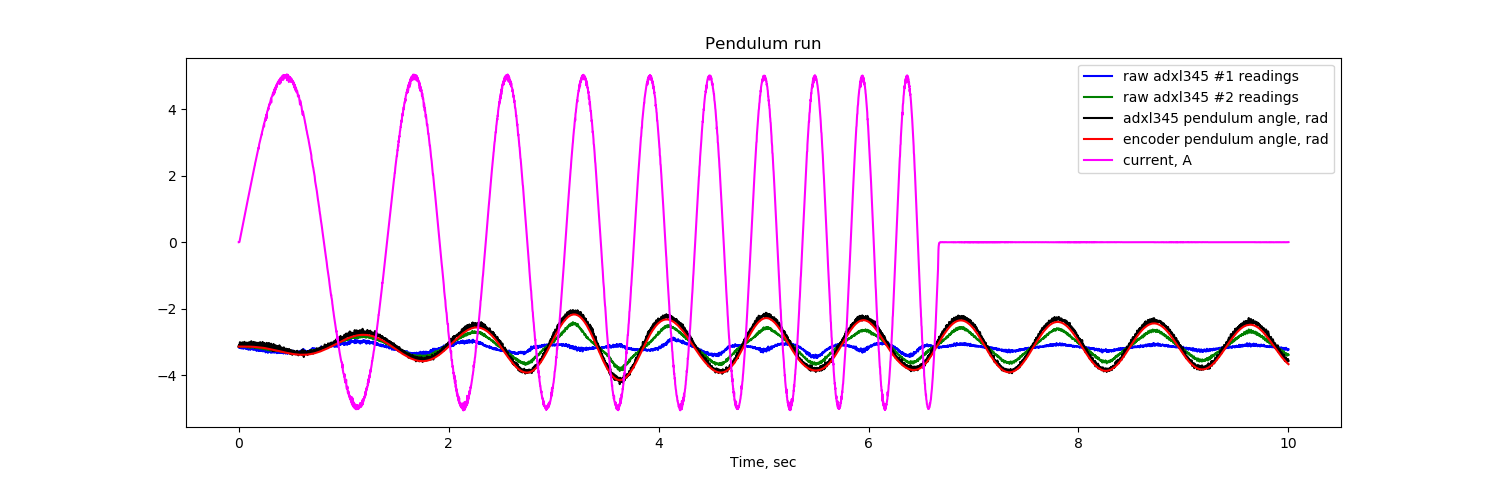 Pendulum run
raw adxl345 #1 readings
raw adxl345 #2 readings
adxl345 pendulum angle, rad
encoder pendulum angle, rad
current, A
4
2
0
−2
−4
0 2 4 6 8 10
Time, sec